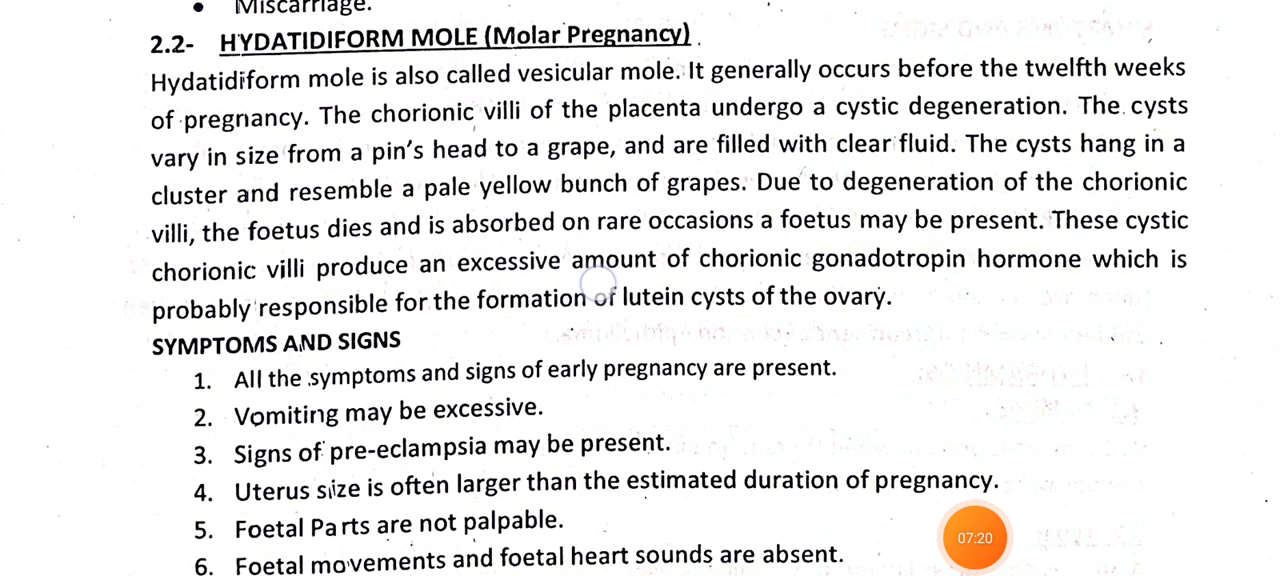 • Miscarriage.
2.2- HYDATIDIFORM MOLE (Molar Pregnancy)
Hydatidiform mole is also called vesicular mole. It generally occurs before the twelfth weeks
of pregnancy. The chorionic villi of the placenta undergo a cystic degeneration. The cysts
vary in size from a pin's head to a grape, and are filled with clear fluid. The cysts hang in a
cluster and resemble a pale yellow bunch of grapes. Due to degeneration of the chorionic
villi, the foetus dies and is absorbed on rare occasions a foetus may be present. These cystic
chorionic villi produce an excessive amount of chorionic gonadotropin hormone which is
probably responsible for the formation of lutein cysts of the ovary.
SYMPTOMS AND SIGNS
1. All the symptoms and signs of early pregnancy are present.
2. Vomiting may be excessive.
3. Signs of pre-eclampsia may be present.
4. Uterus size is often larger than the estimated duration of pregnancy.
5. Foetal Parts are not palpable.
07:20
6. Foetal movements and foetal heart sounds are absent.